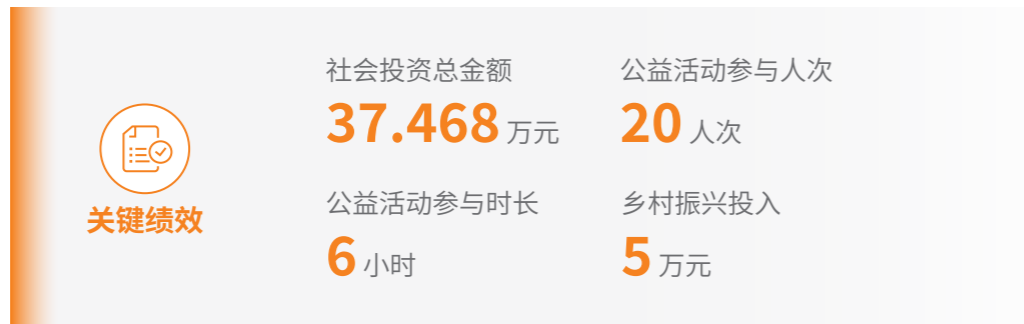 关键绩效
社会投资总金额
37.468 万元
公益活动参与人次
20 人次
公益活动参与时长
6 小时
乡村振兴投入
5 万元